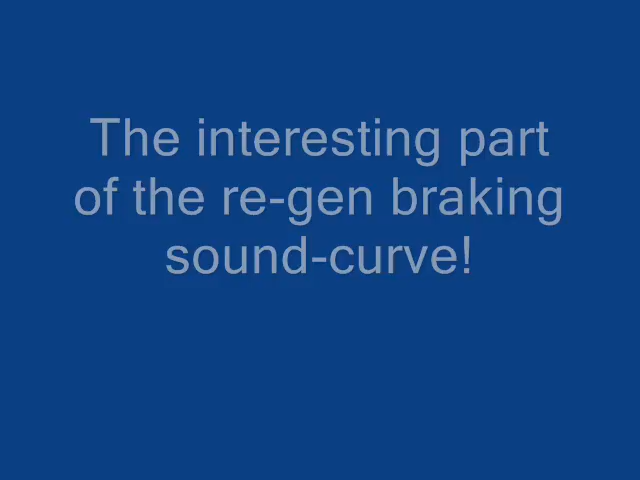 The interesting part
of the re-gen braking
sound-curve!